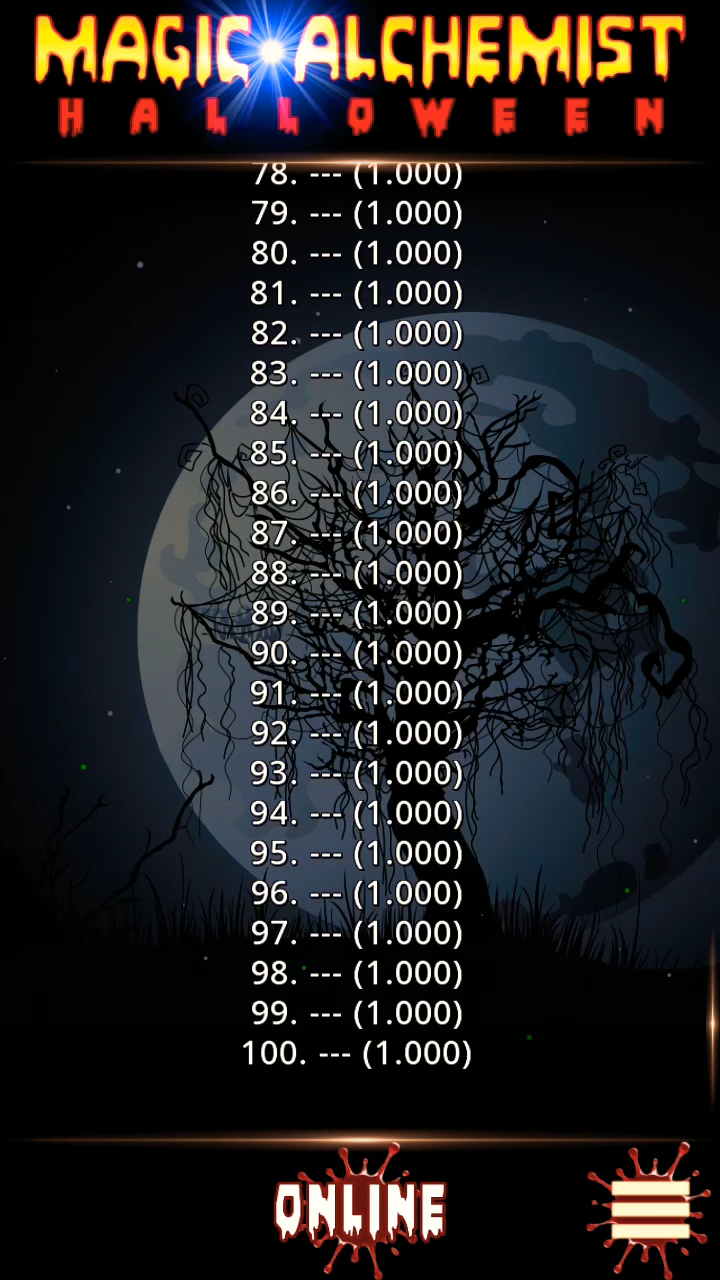 MAGIC ALCHEMIST
HALLOWEEN
78. --- (1.000)
79. --- (1.000)
80. --- (1.000)
81. --- (1.000)
82. --- (1.000)
83. --- (1.000)
84. --- (1.000)
85. --- (1.000)
86. --- (1.000)
87. --- (1.000)
88. --- (1.000)
89. --- (1.000)
90. --- (1.000)
91. --- (1.000)
92. --- (1.000)
93. --- (1.000)
94. --- (1.000)
95. --- (1.000)
96. --- (1.000)
97. --- (1.000)
98. --- (1.000)
99. --- (1.000)
100. --- (1.000)
ONLINE